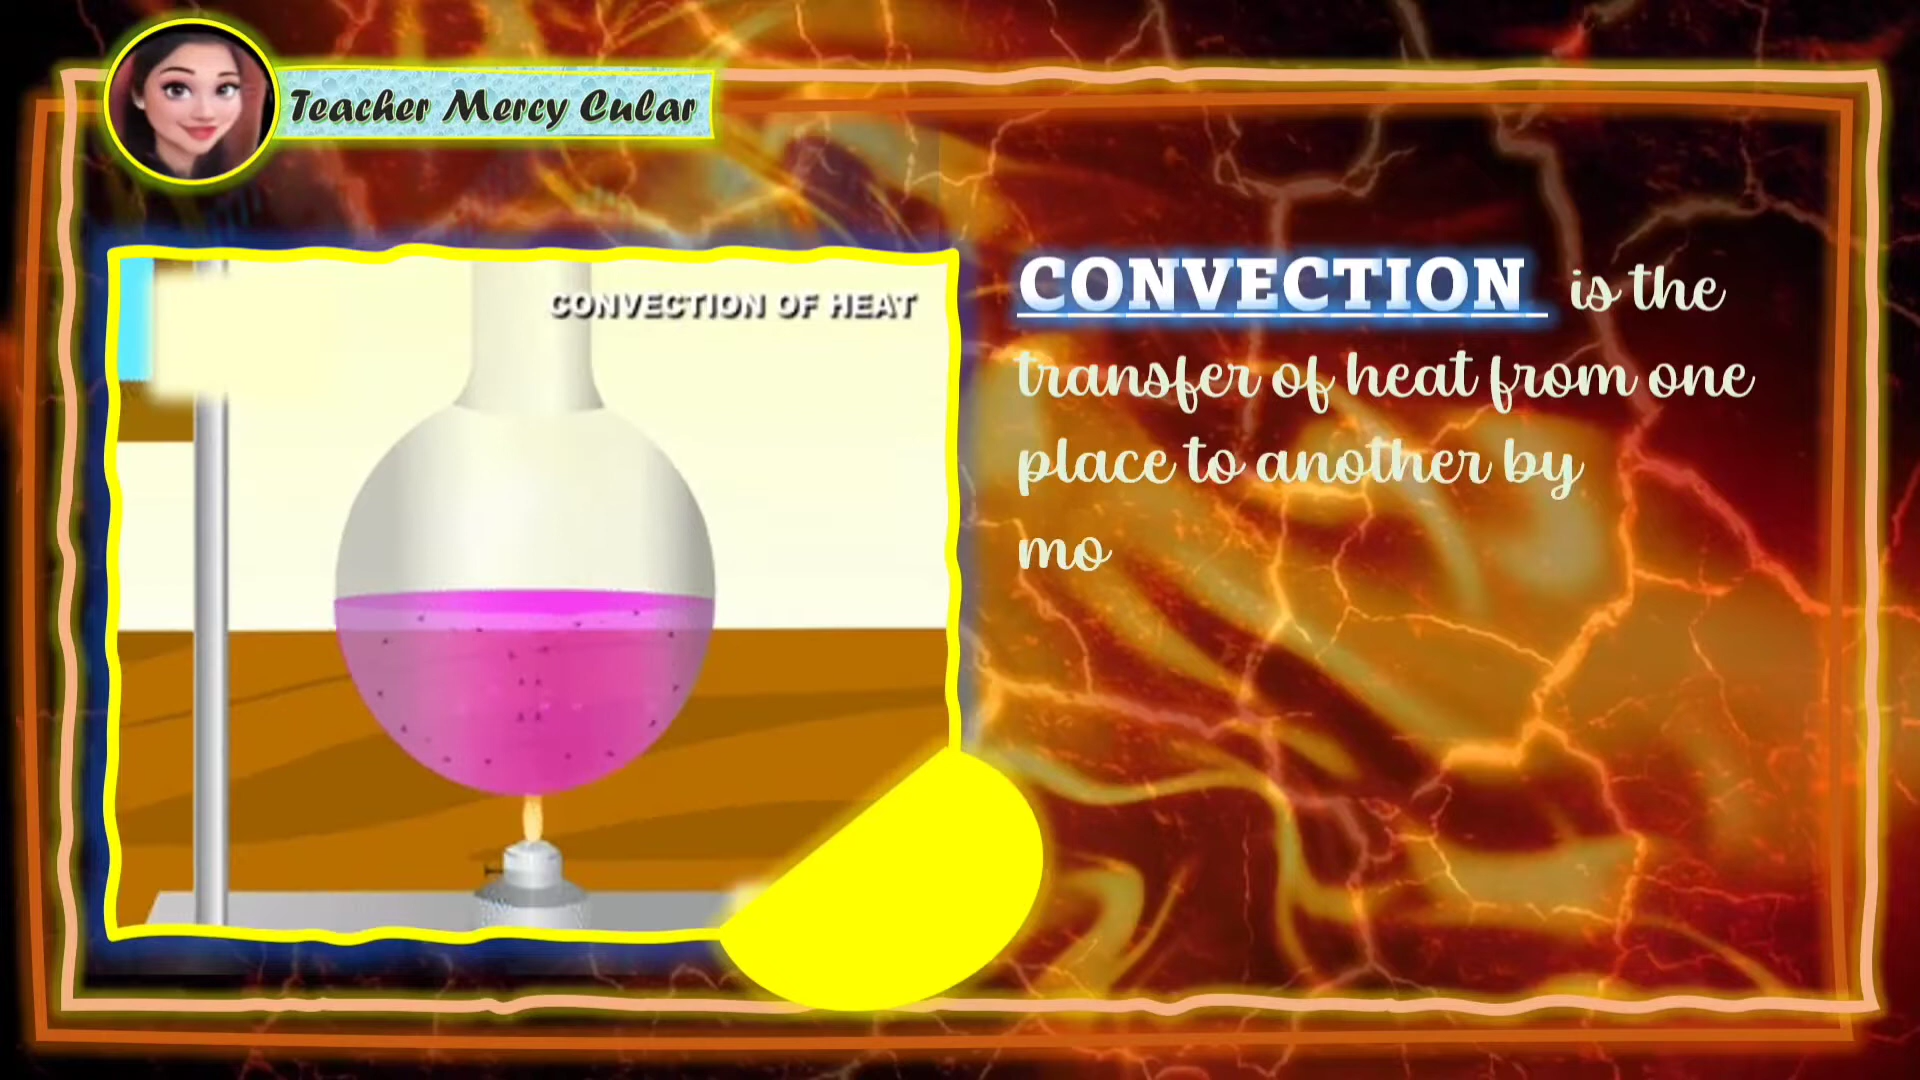 Teacher Mercy Cular
CONVECTION OF HEAT
CONVECTION is the
transfer of heat from one
place to another by
mo